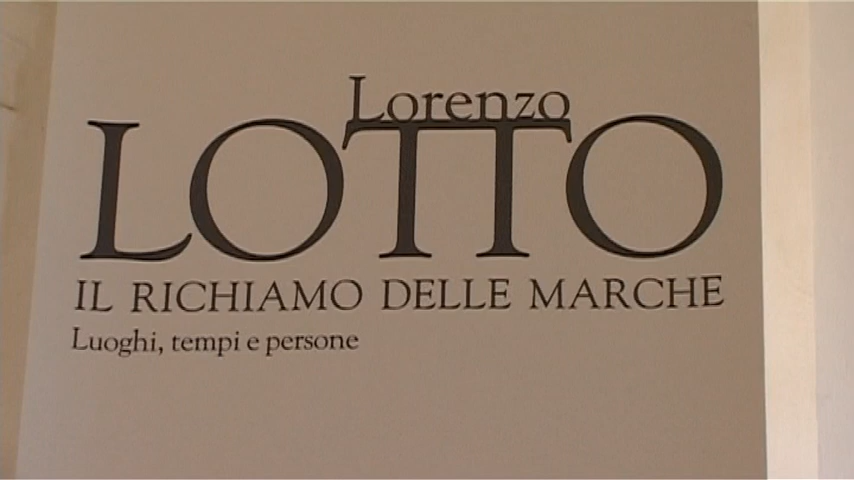 Lorenzo
LOTTO
IL RICHIAMO DELLE MARCHE
Luoghi, tempi e persone